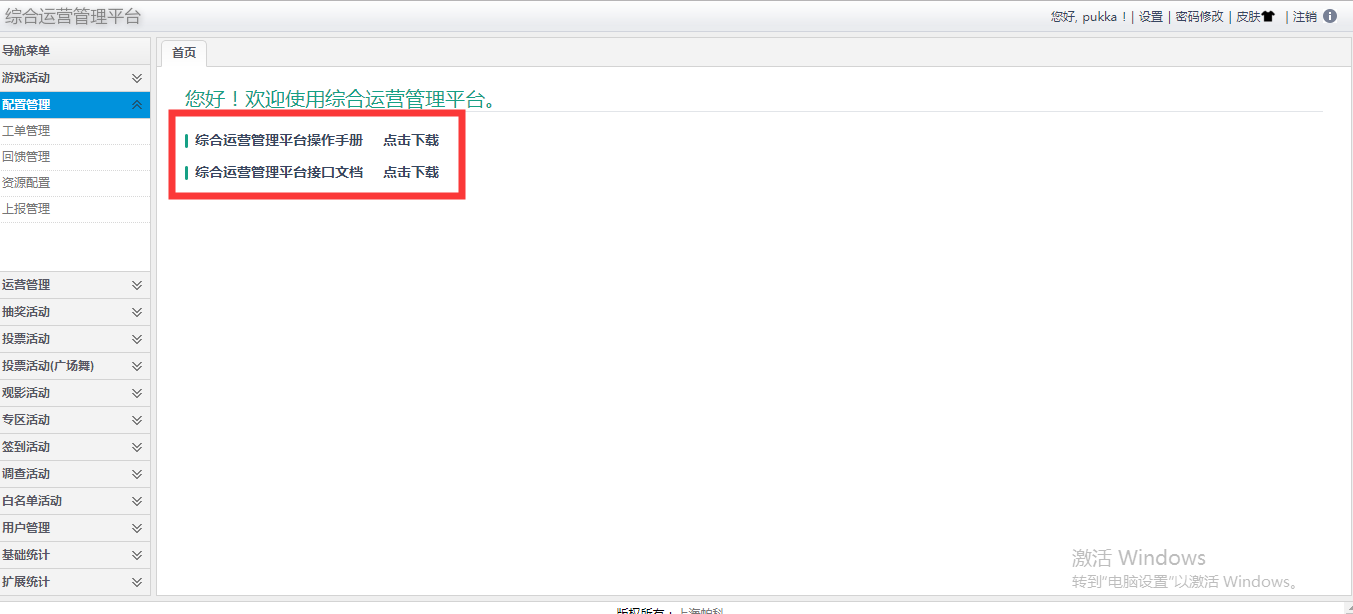 综合运营管理平台
您好, pukka ! | 设置 | 密码修改 | 皮肤 | 注销
导航菜单
首页
游戏活动
配置管理
工单管理
回馈管理
资源配置
上报管理
运营管理
抽奖活动
投票活动
投票活动(广场舞)
观影活动
专区活动
签到活动
调查活动
白名单活动
用户管理
基础统计
扩展统计
您好！欢迎使用综合运营管理平台。
综合运营管理平台操作手册 点击下载
综合运营管理平台接口文档 点击下载
激活 Windows
转到"电脑设置"以激活 Windows。
版权所有：上海帕科